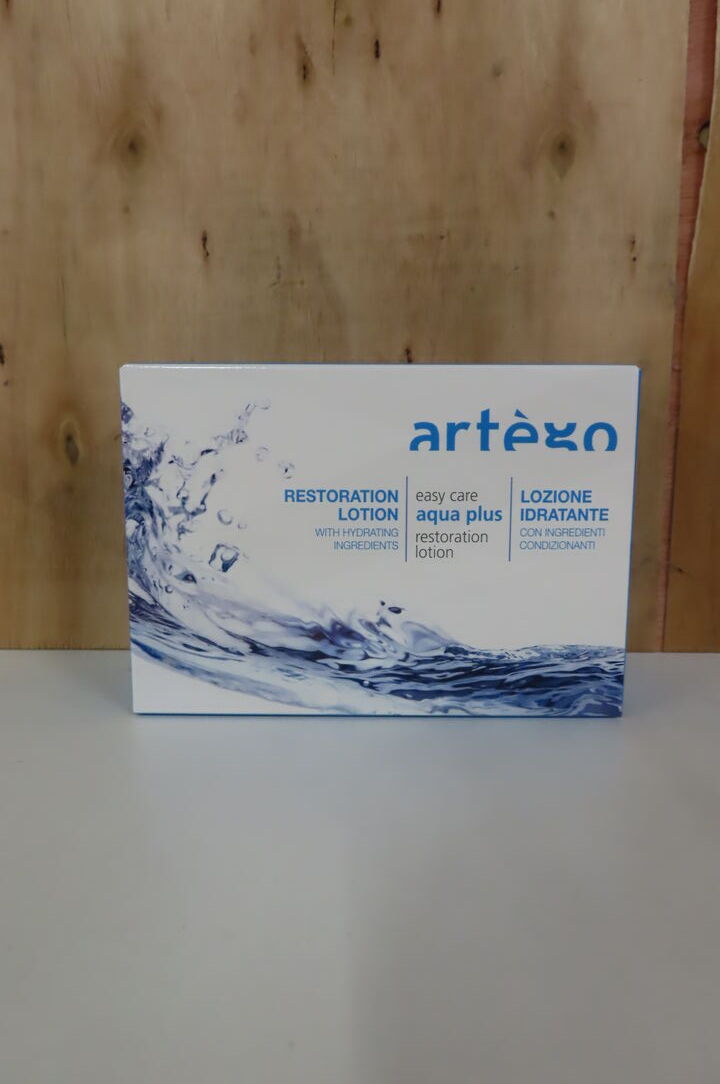 artègo
RESTORATION
LOTION
WITH HYDRATING
INGREDIENTS
easy care
aqua plus
restoration
lotion
LOZIONE
IDRATANTE
CON INGREDIENTI
CONDIZIONANTI